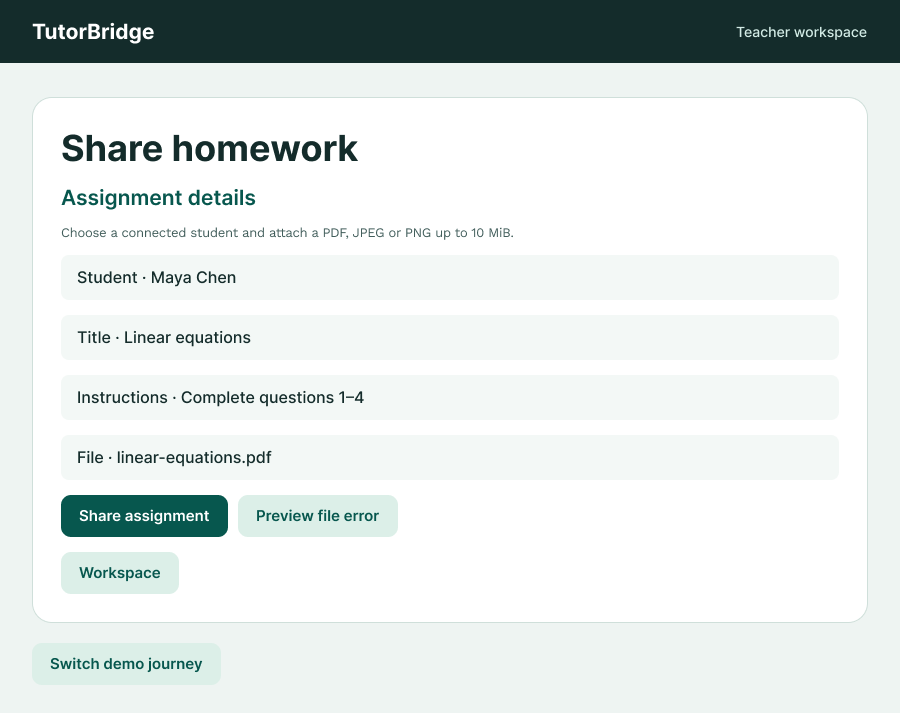 TutorBridge
Teacher workspace
Share homework
Assignment details
Choose a connected student and attach a PDF, JPEG or PNG up to 10 MiB.
Student · Maya Chen
Title · Linear equations
Instructions · Complete questions 1–4
File · linear-equations.pdf
Share assignment
Preview file error
Workspace
Switch demo journey